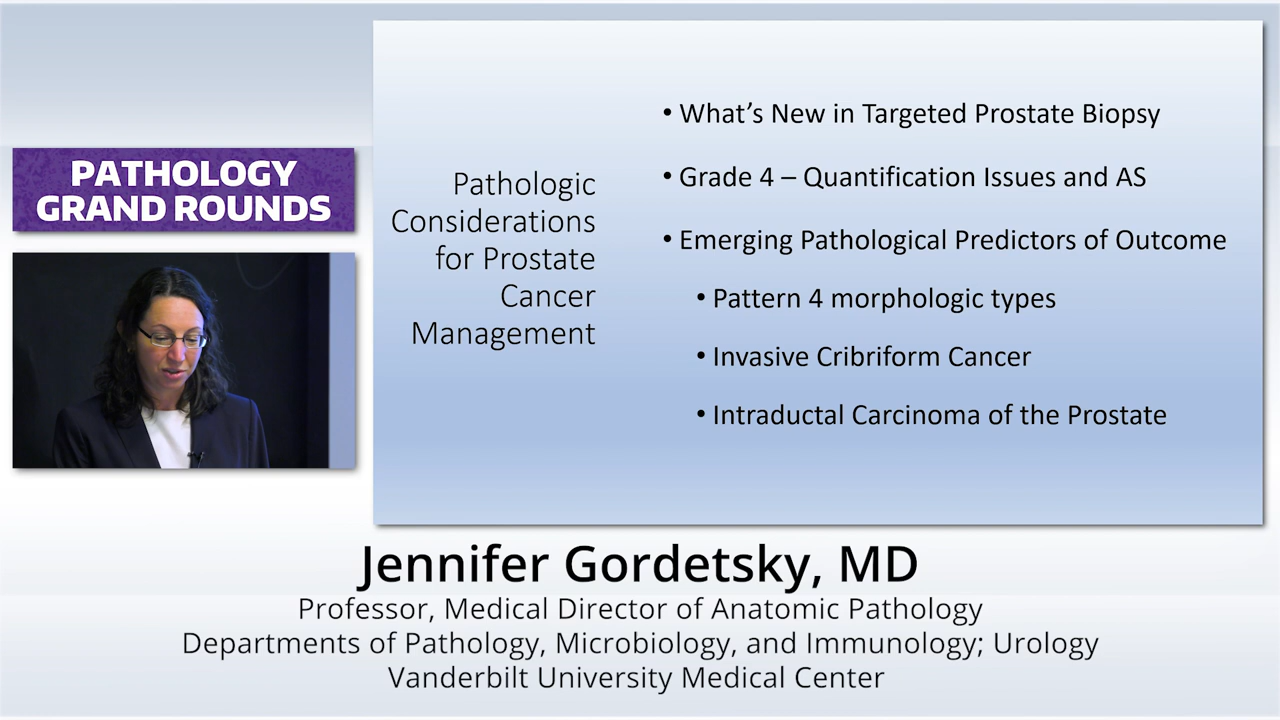 PATHOLOGY
GRAND ROUNDS
Pathologic
Considerations
for Prostate
Cancer
Management
• What’s New in Targeted Prostate Biopsy
• Grade 4 – Quantification Issues and AS
• Emerging Pathological Predictors of Outcome
• Pattern 4 morphologic types
• Invasive Cribriform Cancer
• Intraductal Carcinoma of the Prostate
Jennifer Gordetsky, MD
Professor, Medical Director of Anatomic Pathology
Departments of Pathology, Microbiology, and Immunology; Urology
Vanderbilt University Medical Center